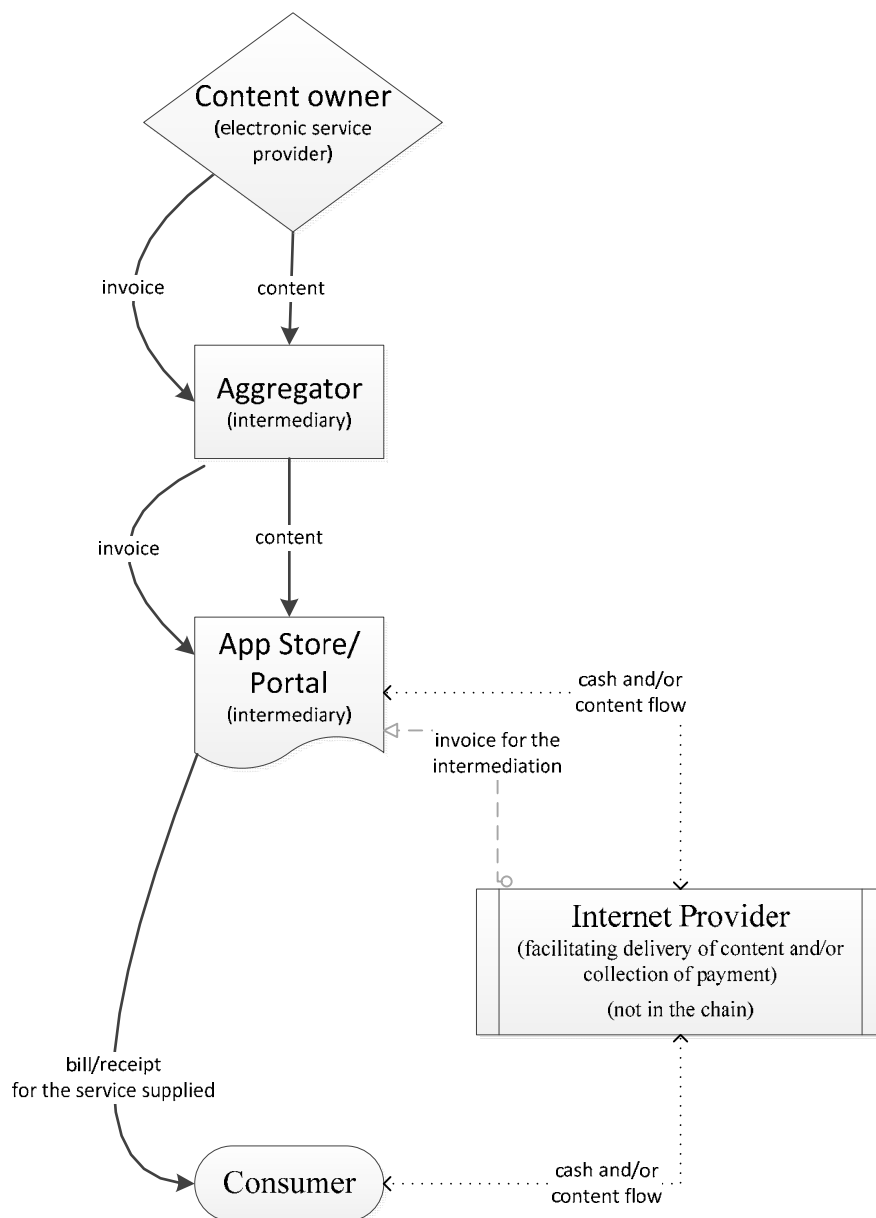 Content owner
(electronic service
provider)
invoice
content
Aggregator
(intermediary)
invoice
content
App Store/
Portal
(intermediary)
cash and/or
content flow
invoice for the
intermediation
Internet Provider
(facilitating delivery of content and/or
collection of payment)
(not in the chain)
bill/receipt
for the service supplied
Consumer
cash and/or
content flow